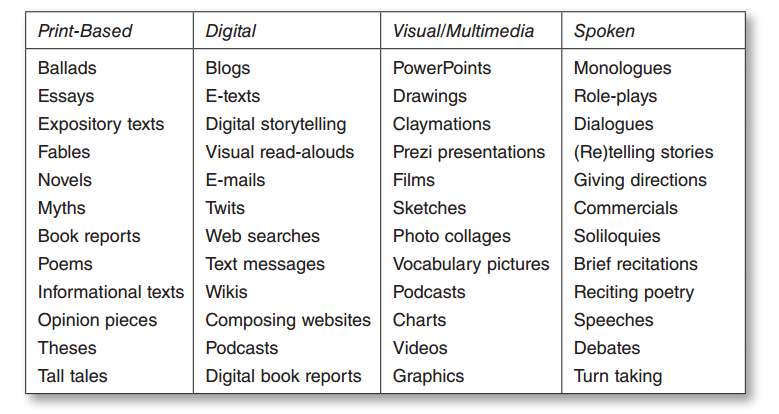 Print-Based Digital Visual/Multimedia Spoken
Ballads Blogs PowerPoints Monologues
Essays E-texts Drawings Role-plays
Expository texts Digital storytelling Claymations Dialogues
Fables Visual read-alouds Prezi presentations (Re)telling stories
Novels E-mails Films Giving directions
Myths Twits Sketches Commercials
Book reports Web searches Photo collages Soliloquies
Poems Text messages Vocabulary pictures Brief recitations
Informational texts Wikis Podcasts Reciting poetry
Opinion pieces Composing websites Charts Speeches
Theses Podcasts Videos Debates
Tall tales Digital book reports Graphics Turn taking